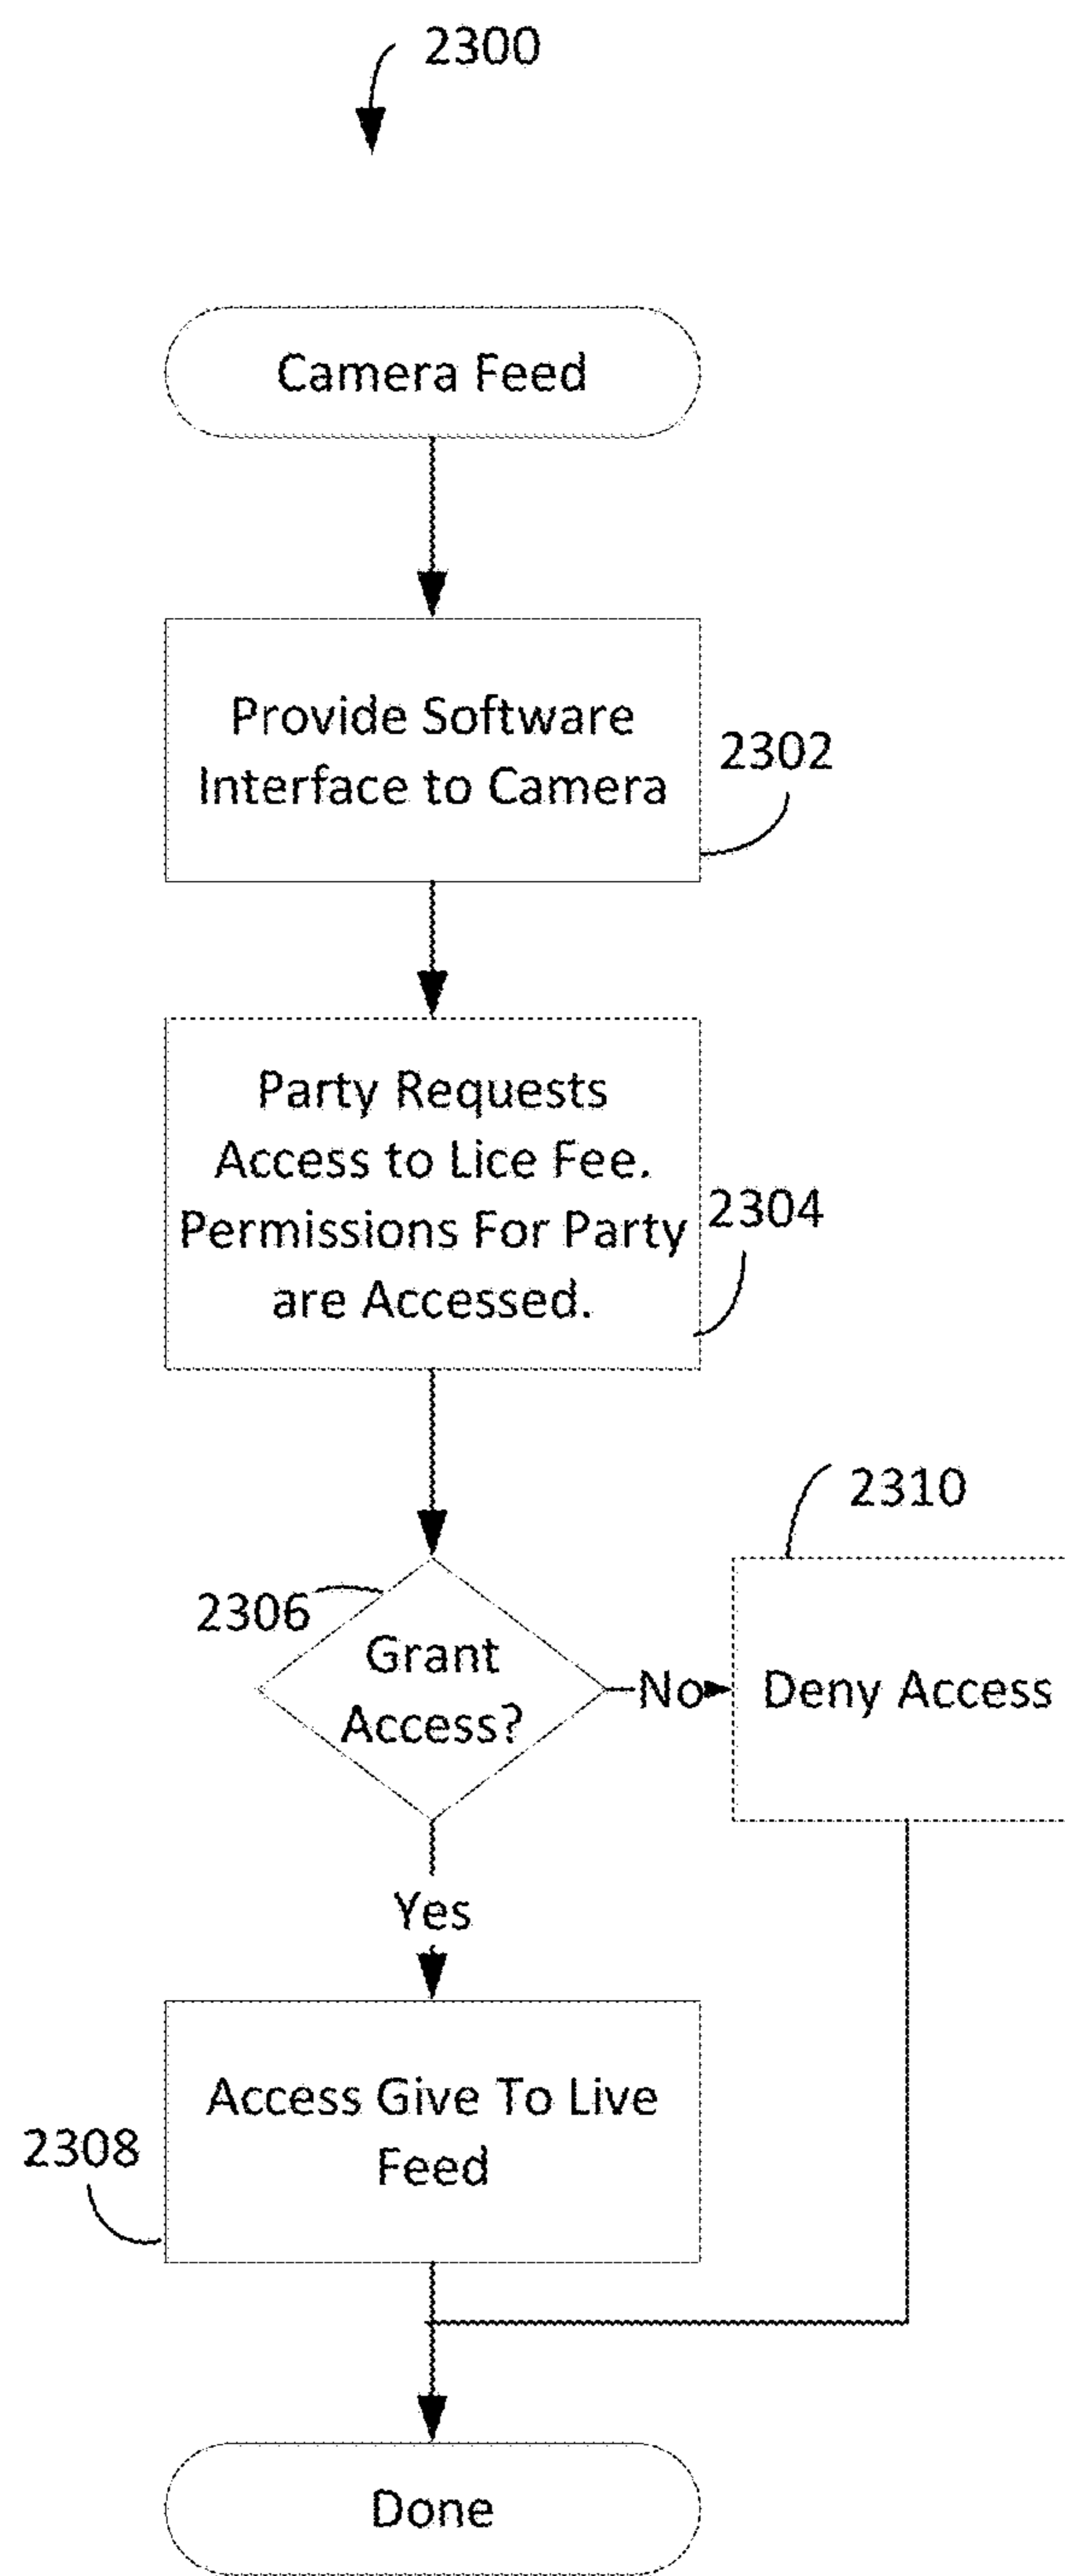 2300
Camera Feed
Provide Software
Interface to Camera
2302
Party Requests
Access to Lice Fee.
Permissions For Party
are Accessed.
2304
2306
Grant
Access?
No
2310
Deny Access
Yes
Access Give To Live
Feed
2308
Done